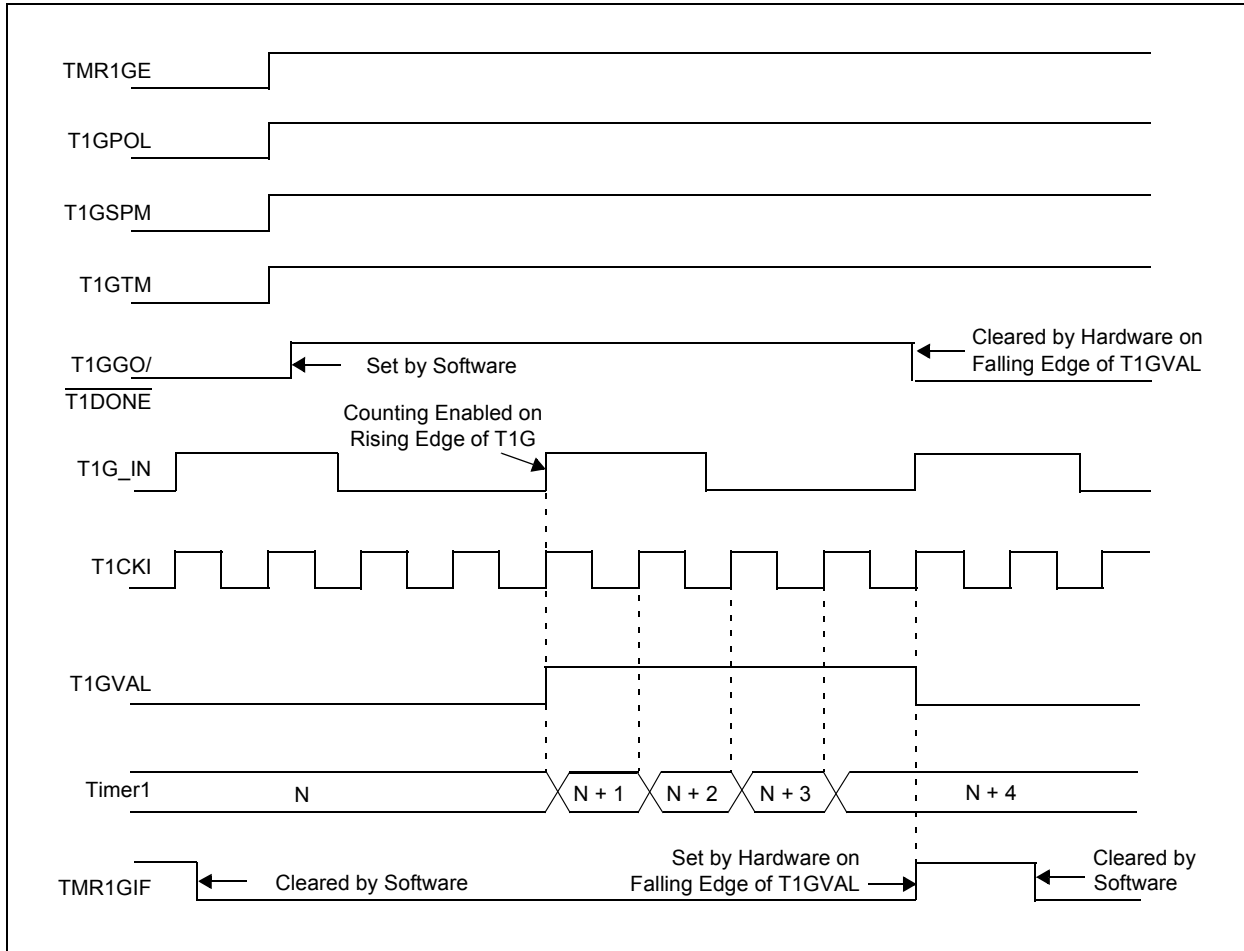 TMR1GE
T1GPOL
T1GSPM
T1GTM
T1GGO/
T1DONE
Set by Software
Cleared by Hardware on
Falling Edge of T1GVAL
Counting Enabled on
Rising Edge of T1G
T1G_IN
T1CKI
T1GVAL
Timer1
N
N + 1
N + 2
N + 3
N + 4
TMR1GIF
Cleared by Software
Set by Hardware on
Falling Edge of T1GVAL
Cleared by
Software